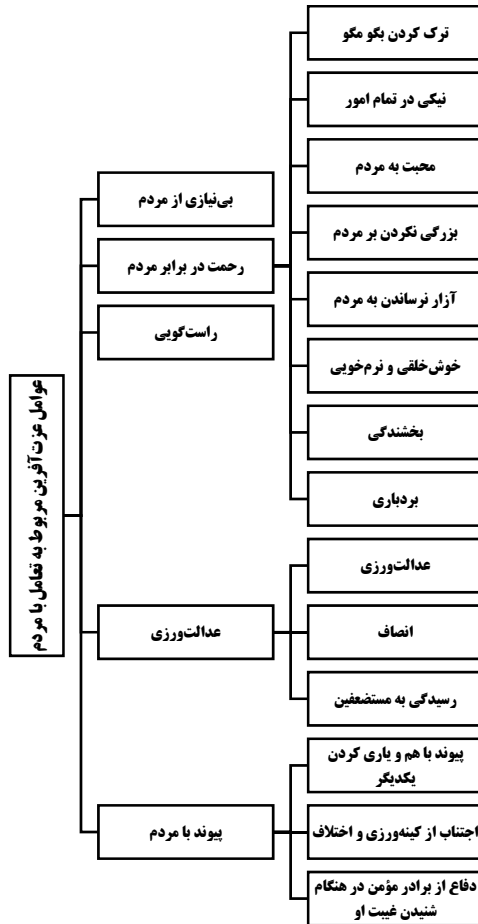 عوامل عزت‌آفرین مربوط به تعامل با مردم
بی‌نیازی از مردم
رحمت در برابر مردم
ترک کردن بگو مگو
نیکی در تمام امور
محبت به مردم
بزرگی نکردن بر مردم
آزار نرساندن به مردم
خوش‌خلقی و نرم‌خویی
بخشندگی
بردباری
راست‌گویی
عدالت‌ورزی
عدالت‌ورزی
انصاف
رسیدگی به مستضعفین
پیوند با مردم
پیوند با هم و یاری کردن
یکدیگر
اجتناب از کینه‌ورزی و اختلاف
دفاع از برادر مؤمن در هنگام
شنیدن غیبت او